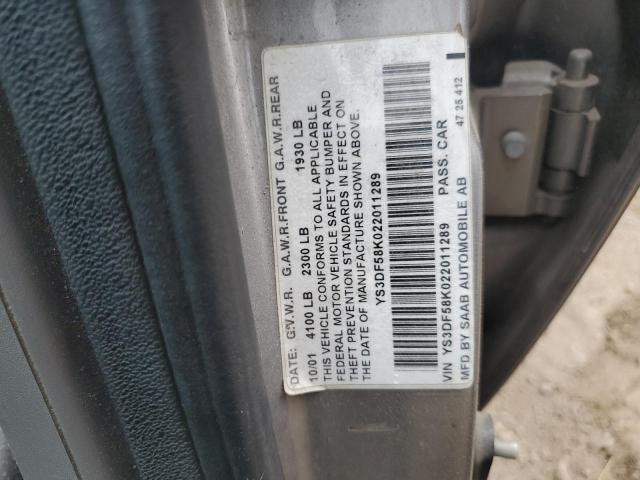 DATE: G.V.W.R. G.A.W.R.FRONT G.A.W.R.REAR
10/01 4100 LB 2300 LB 1930 LB
THIS VEHICLE CONFORMS TO ALL APPLICABLE
FEDERAL MOTOR VEHICLE SAFETY BUMPER AND
THEFT PREVENTION STANDARDS IN EFFECT ON
THE DATE OF MANUFACTURE SHOWN ABOVE.
YS3DF58K022011289
VIN YS3DF58K022011289 PASS. CAR
MFD BY SAAB AUTOMOBILE AB 47 25 412